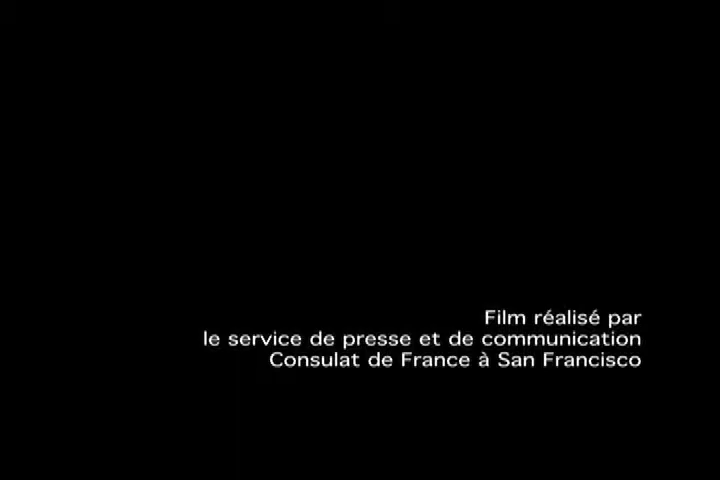 Film réalisé par
le service de presse et de communication
Consulat de France à San Francisco